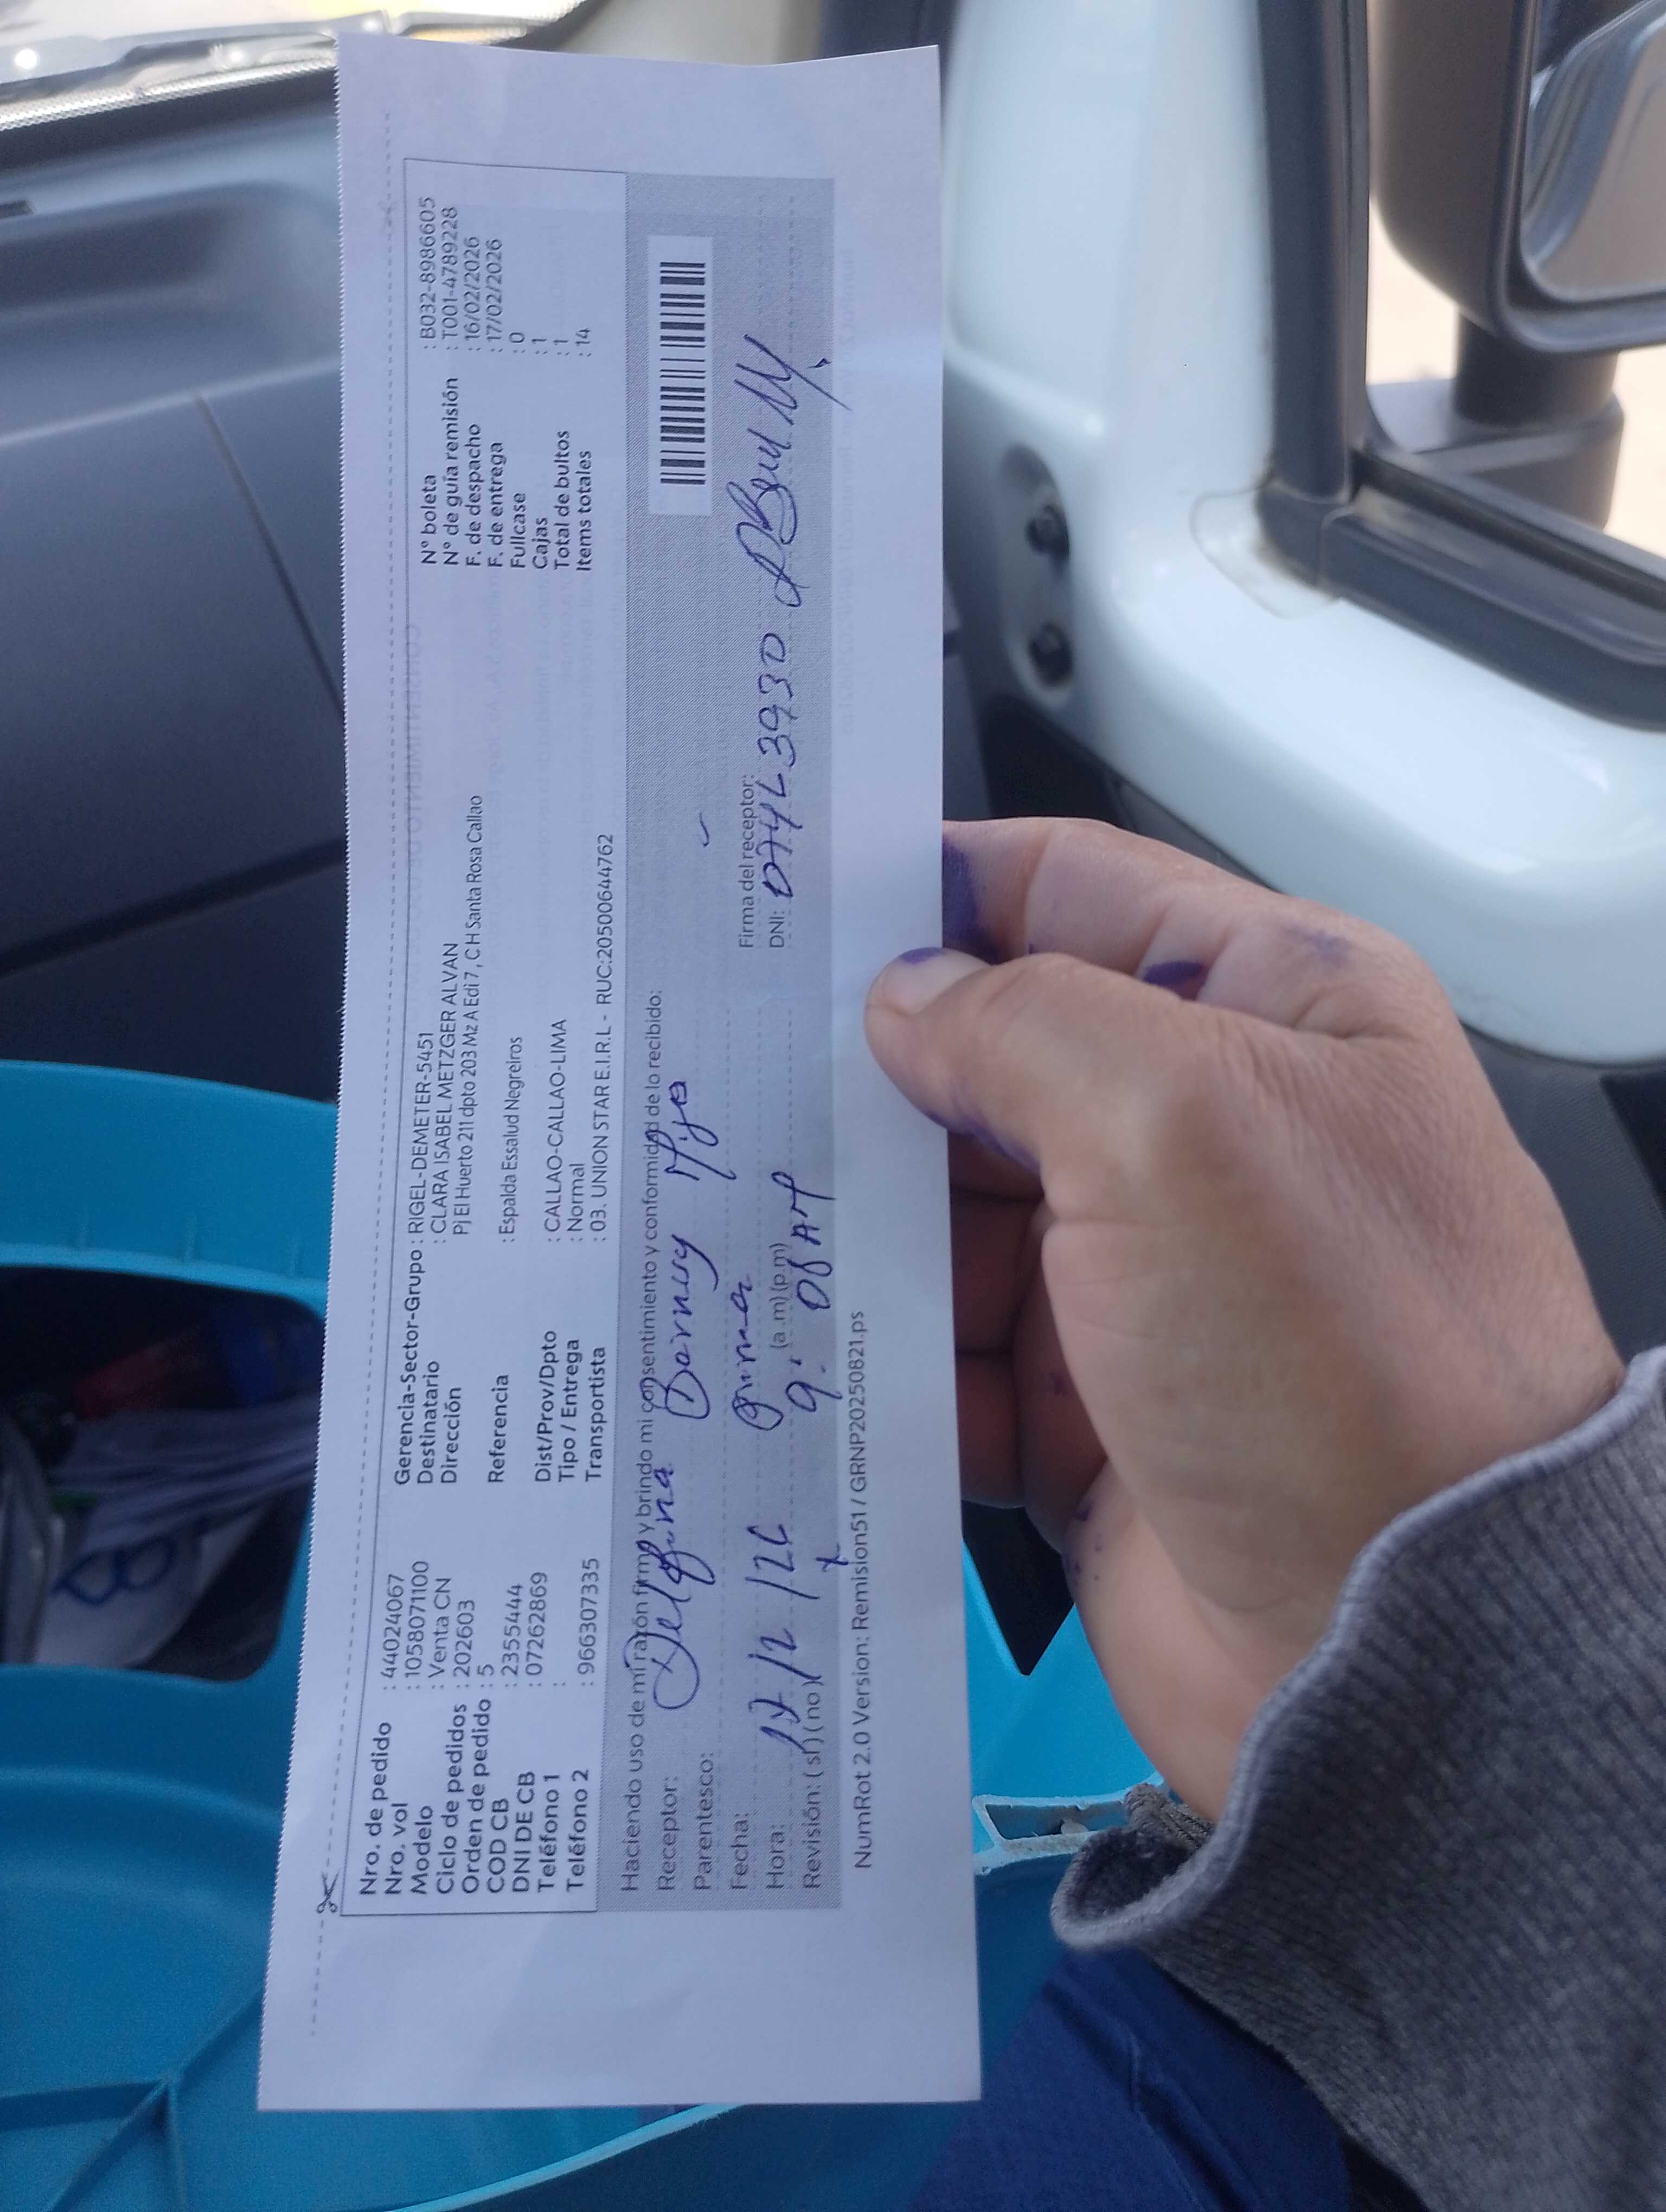 Nro. de pedido : 44024067
Nro. vol : 1058071100
Modelo : Venta CN
Ciclo de pedidos : 202603
Orden de pedido : 5
COD CB : 2355444
DNI DE CB : 07262869
Teléfono 1 :
Teléfono 2 : 966307335
Gerencia-Sector-Grupo : RIGEL-DEMETER-5451
Destinatario : CLARA ISABEL METZGER ALVAN
Dirección Pj El Huerto 211 dpto 203 Mz A Edi 7 , C H Santa Rosa Callao
Referencia : Espalda Essalud Negreiros
Dist/Prov/Dpto : CALLAO-CALLAO-LIMA
Tipo / Entrega : Normal
Transportista : 03. UNION STAR E.I.R.L - RUC:20500644762
N° boleta : B032-8986605
N° de guía remisión : T001-4789228
F. de despacho : 16/02/2026
F. de entrega : 17/02/2026
Fullcase : 0
Cajas : 1
Total de bultos : 1
Items totales : 14
Haciendo uso de mi razón firmo y brindo mi consentimiento y conformidad de lo recibido:
Receptor: Delfina
Parentesco:
Fecha: 17/2/26
Hora: 9: (a.m) (p.m)
Revisión: ( sí ) ( no )
Firma del receptor:
DNI:
NumRot 2.0 Version: Remision51 / GRNP20250821.ps